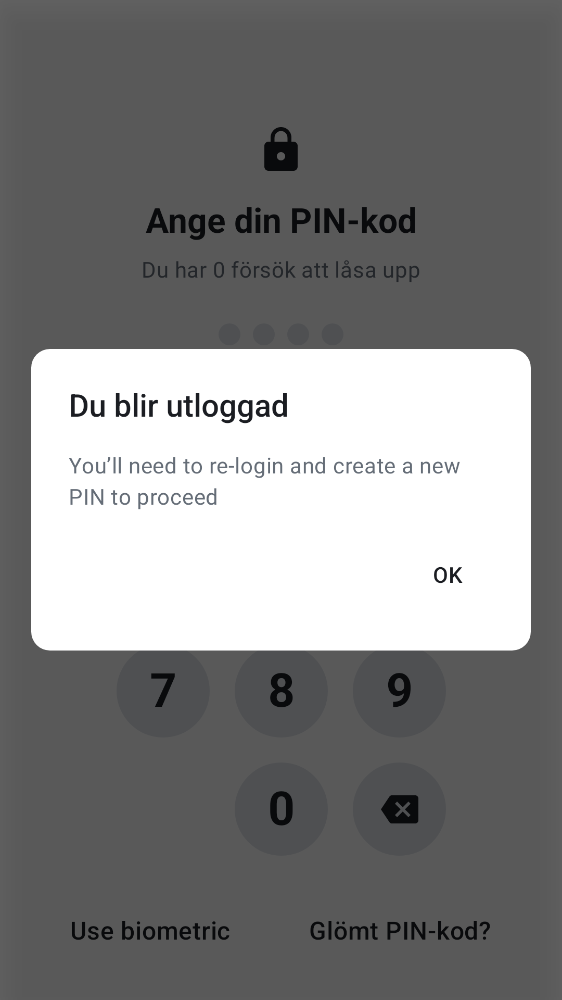 Ange din PIN-kod
Du har 0 försök att låsa upp
Du blir utloggad
You’ll need to re-login and create a new
PIN to proceed
OK
7 8 9
0
Use biometric Glömt PIN-kod?